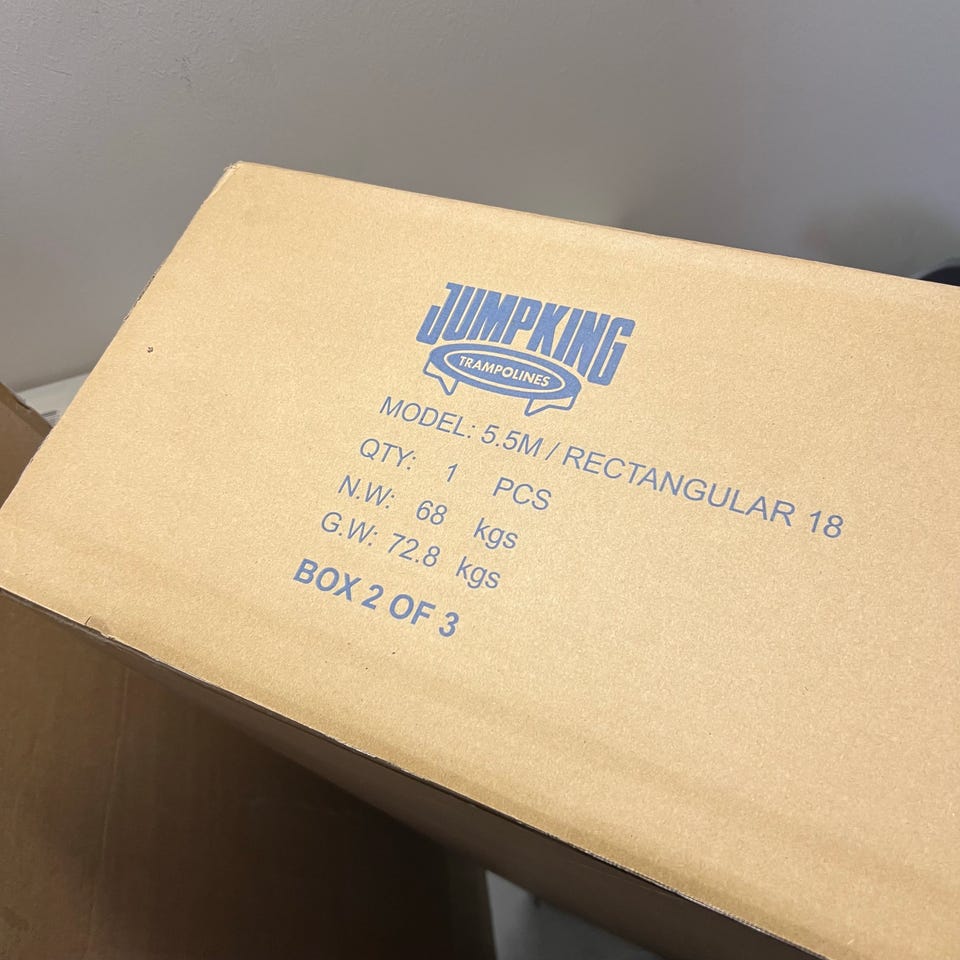 JUMPKING
TRAMPOLINES
MODEL: 5.5M / RECTANGULAR 18
QTY: 1 PCS
N.W: 68 kgs
G.W: 72.8 kgs
BOX 2 OF 3